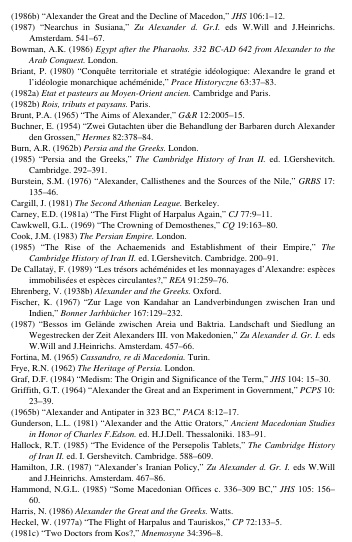 (1986b) “Alexander the Great and the Decline of Macedon,” JHS 106:1–12.
(1987) “Nearchus in Susiana,” Zu Alexander d. Gr.I. eds W.Will and J.Heinrichs.
Amsterdam. 541–67.
Bowman, A.K. (1986) Egypt after the Pharaohs. 332 BC-AD 642 from Alexander to the
Arab Conquest. London.
Briant, P. (1980) “Conquête territoriale et stratégie idéologique: Alexandre le grand et
l’idéologie monarchique achéménide,” Prace Historyczne 63:37–83.
(1982a) Etat et pasteurs au Moyen-Orient ancien. Cambridge and Paris.
(1982b) Rois, tributs et paysans. Paris.
Brunt, P.A. (1965) “The Aims of Alexander,” G&R 12:2005–15.
Buchner, E. (1954) “Zwei Gutachten über die Behandlung der Barbaren durch Alexander
den Grossen,” Hermes 82:378–84.
Burn, A.R. (1962b) Persia and the Greeks. London.
(1985) “Persia and the Greeks,” The Cambridge History of Iran II. ed. I.Gershevitch.
Cambridge. 292–391.
Burstein, S.M. (1976) “Alexander, Callisthenes and the Sources of the Nile,” GRBS 17:
135–46.
Cargill, J. (1981) The Second Athenian League. Berkeley.
Carney, E.D. (1981a) “The First Flight of Harpalus Again,” CJ 77:9–11.
Cawkwell, G.L. (1969) “The Crowning of Demosthenes,” CQ 19:163–80.
Cook, J.M. (1983) The Persian Empire. London.
(1985) “The Rise of the Achaemenids and Establishment of their Empire,” The
Cambridge History of Iran II. ed. I.Gershevitch. Cambridge. 200–91.
De Callataÿ, F. (1989) “Les trésors achéménides et les monnayages d’Alexandre: espèces
immobilisées et espèces circulantes?,” REA 91:259–76.
Ehrenberg, V. (1938b) Alexander and the Greeks. Oxford.
Fischer, K. (1967) “Zur Lage von Kandahar an Landverbindungen zwischen Iran und
Indien,” Bonner Jarhbücher 167:129–232.
(1987) “Bessos im Gelände zwischen Areia und Baktria. Landschaft und Siedlung an
Wegestrecken der Zeit Alexanders III. von Makedonien,” Zu Alexander d. Gr. I. eds
W.Will and J.Heinrichs. Amsterdam. 457–66.
Fortina, M. (1965) Cassandro, re di Macedonia. Turin.
Frye, R.N. (1962) The Heritage of Persia. London.
Graf, D.F. (1984) “Medism: The Origin and Significance of the Term,” JHS 104: 15–30.
Griffith, G.T. (1964) “Alexander the Great and an Experiment in Government,” PCPS 10:
23–39.
(1965b) “Alexander and Antipater in 323 BC,” PACA 8:12–17.
Gunderson, L.L. (1981) “Alexander and the Attic Orators,” Ancient Macedonian Studies
in Honor of Charles F.Edson. ed. H.J.Dell. Thessaloniki. 183–91.
Hallock, R.T. (1985) “The Evidence of the Persepolis Tablets,” The Cambridge History
of Iran II. ed. I. Gershevitch. Cambridge. 588–609.
Hamilton, J.R. (1987) “Alexander’s Iranian Policy,” Zu Alexander d. Gr. I. eds W.Will
and J.Heinrichs. Amsterdam. 467–86.
Hammond, N.G.L. (1985) “Some Macedonian Offices c. 336–309 BC,” JHS 105: 156–
60.
Harris, N. (1986) Alexander the Great and the Greeks. Watts.
Heckel, W. (1977a) “The Flight of Harpalus and Tauriskos,” CP 72:133–5.
(1981c) “Two Doctors from Kos?,” Mnemosyne 34:396–8.